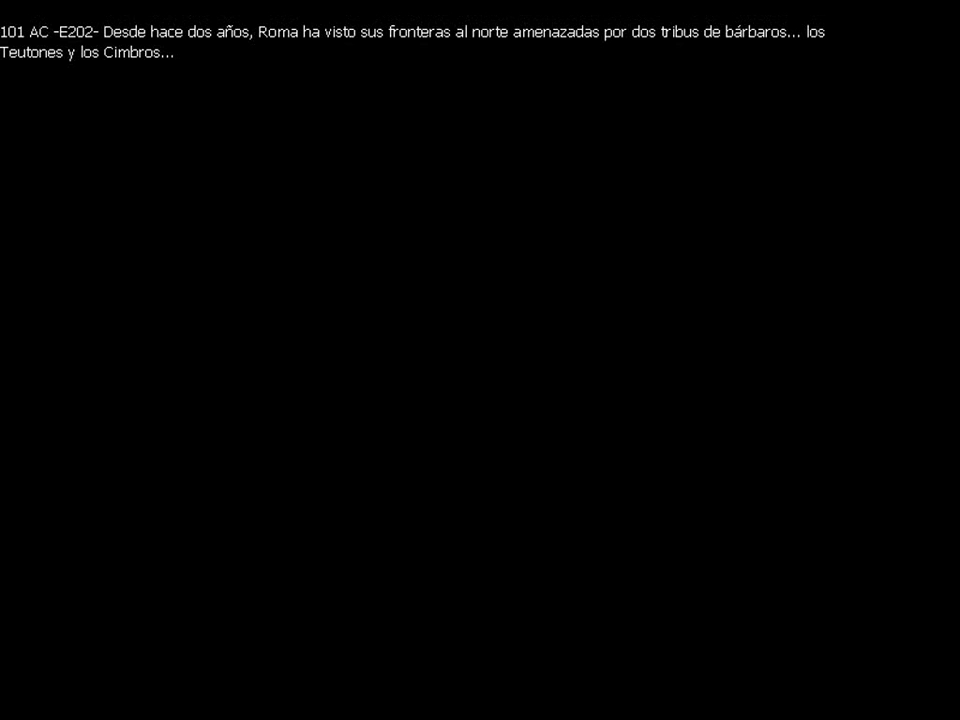 101 AC -E202- Desde hace dos años, Roma ha visto sus fronteras al norte amenazadas por dos tribus de bárbaros... los
Teutones y los Cimbros...